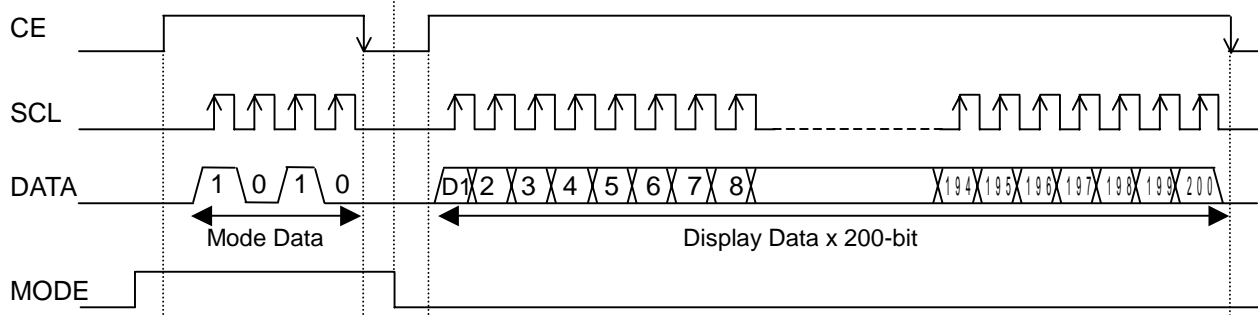 CE
SCL
DATA 1 0 1 0 D1 2 3 4 5 6 7 8 194 195 196 197 198 199 200
Mode Data Display Data x 200-bit
MODE